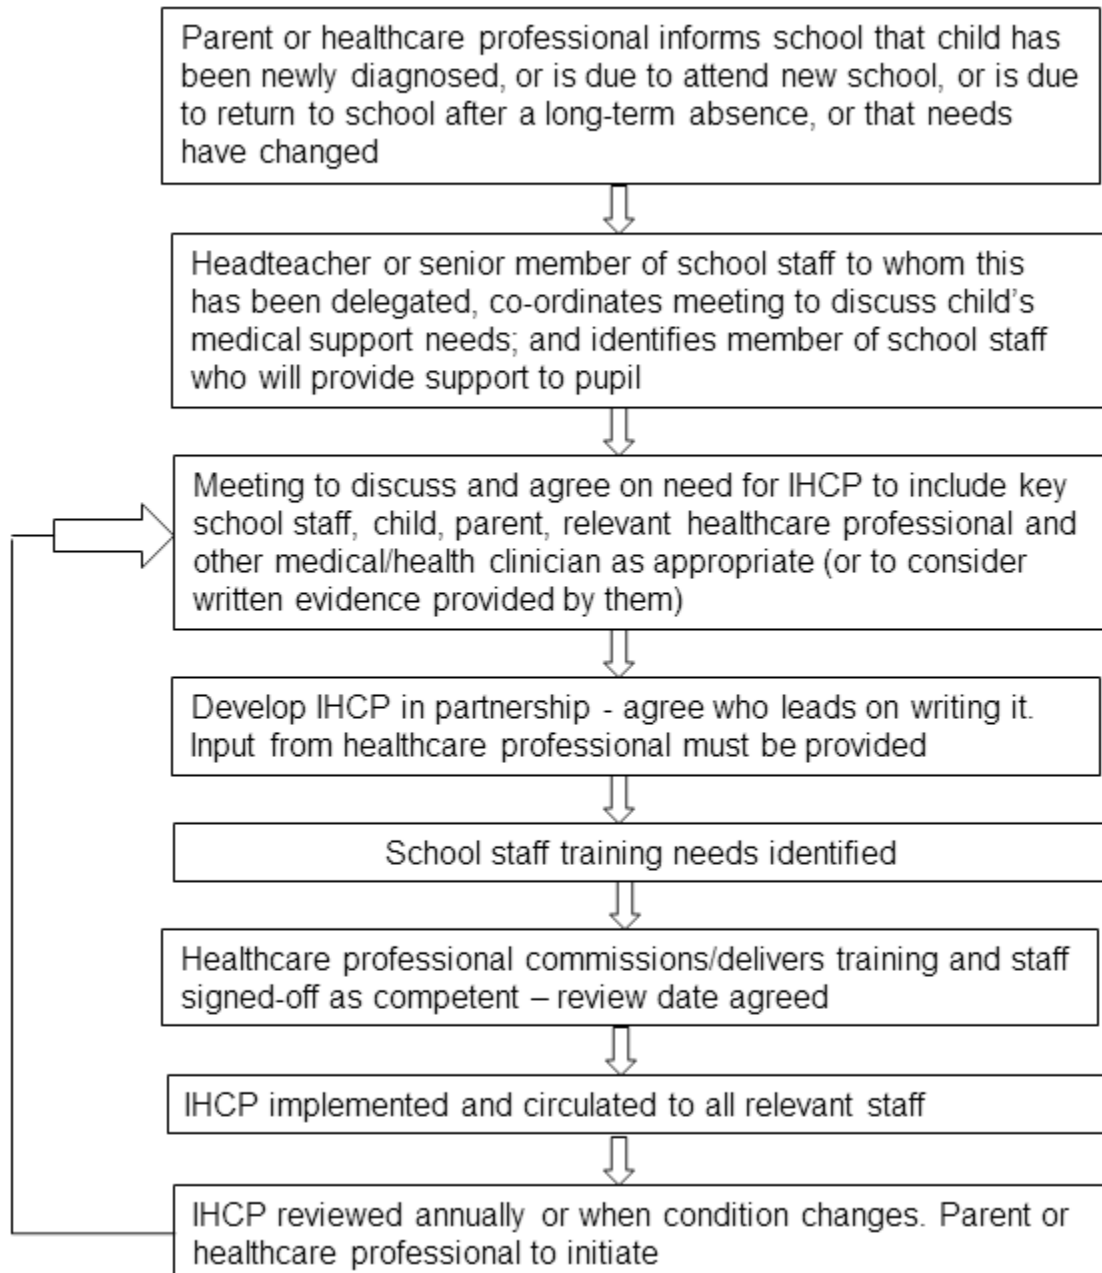 Parent or healthcare professional informs school that child has
been newly diagnosed, or is due to attend new school, or is due
to return to school after a long-term absence, or that needs
have changed
Headteacher or senior member of school staff to whom this
has been delegated, co-ordinates meeting to discuss child's
medical support needs; and identifies member of school staff
who will provide support to pupil
Meeting to discuss and agree on need for IHCP to include key
school staff, child, parent, relevant healthcare professional and
other medical/health clinician as appropriate (or to consider
written evidence provided by them)
Develop IHCP in partnership - agree who leads on writing it.
Input from healthcare professional must be provided
School staff training needs identified
Healthcare professional commissions/delivers training and staff
signed-off as competent – review date agreed
IHCP implemented and circulated to all relevant staff
IHCP reviewed annually or when condition changes. Parent or
healthcare professional to initiate